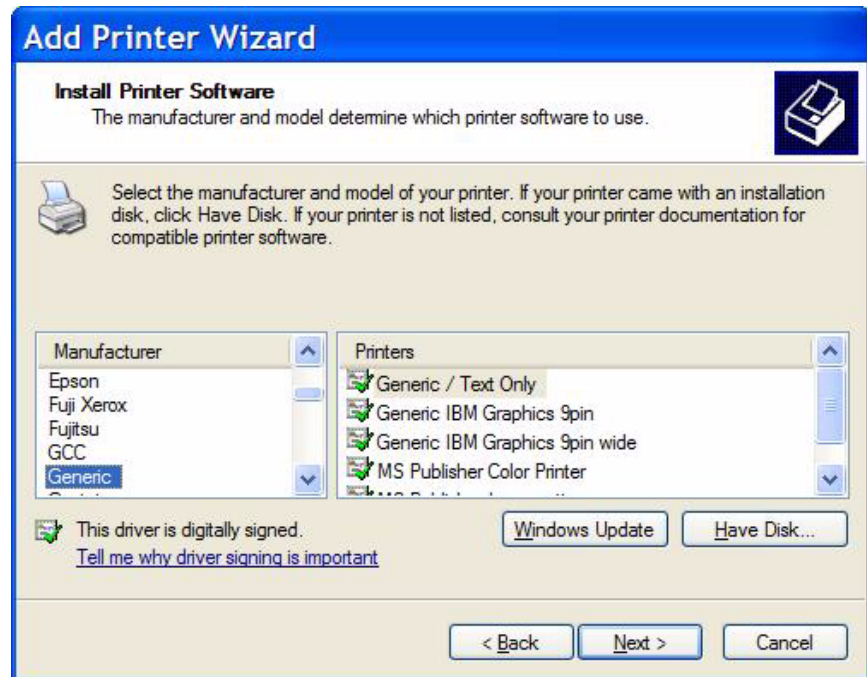 Add Printer Wizard
Install Printer Software
The manufacturer and model determine which printer software to use.
Select the manufacturer and model of your printer. If your printer came with an installation
disk, click Have Disk. If your printer is not listed, consult your printer documentation for
compatible printer software.
Manufacturer
Epson
Fuji Xerox
Fujitsu
GCC
Generic
Printers
Generic / Text Only
Generic IBM Graphics 9pin
Generic IBM Graphics 9pin wide
MS Publisher Color Printer
This driver is digitally signed.
Tell me why driver signing is important
Windows Update
Have Disk...
< Back
Next >
Cancel